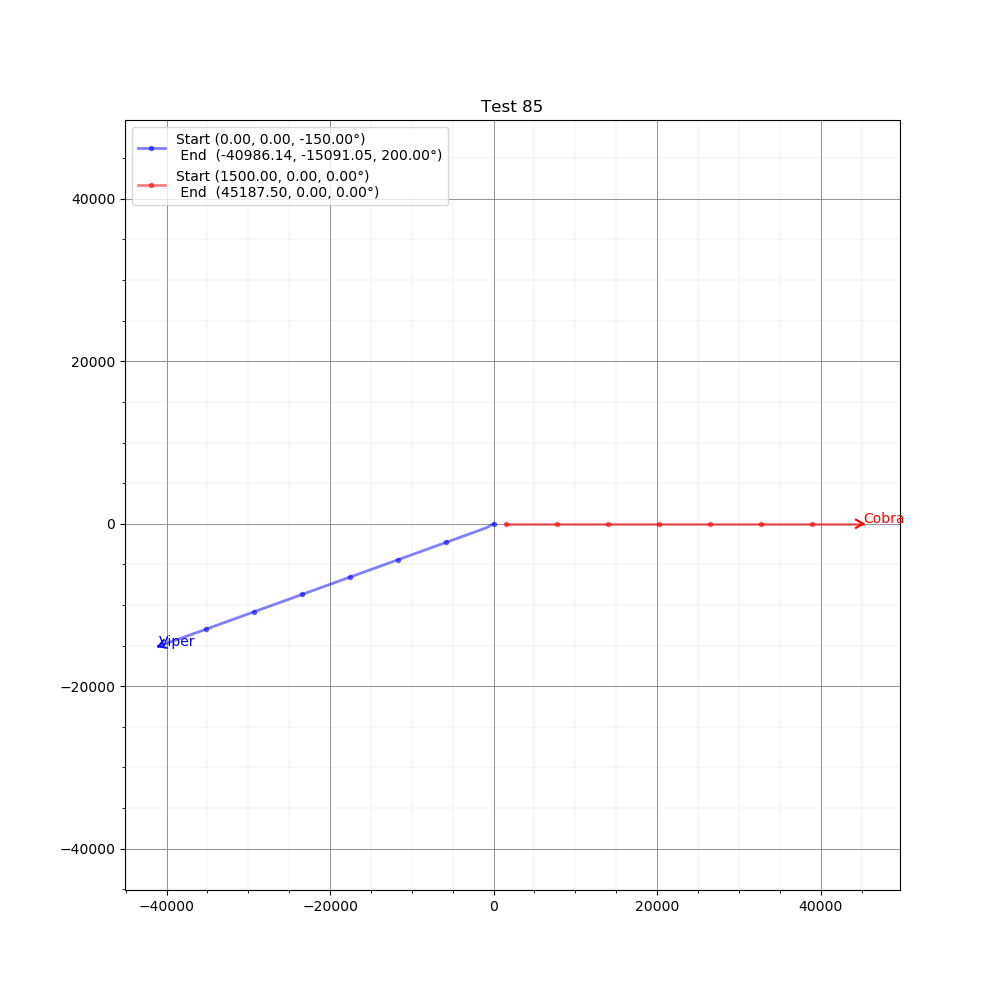 Test 85
Start (0.00, 0.00, -150.00°)
End  (-40986.14, -15091.05, 200.00°)
Start (1500.00, 0.00, 0.00°)
End  (45187.50, 0.00, 0.00°)
40000
20000
0
−20000
−40000
Cobra
Viper
−40000
−20000
0
20000
40000